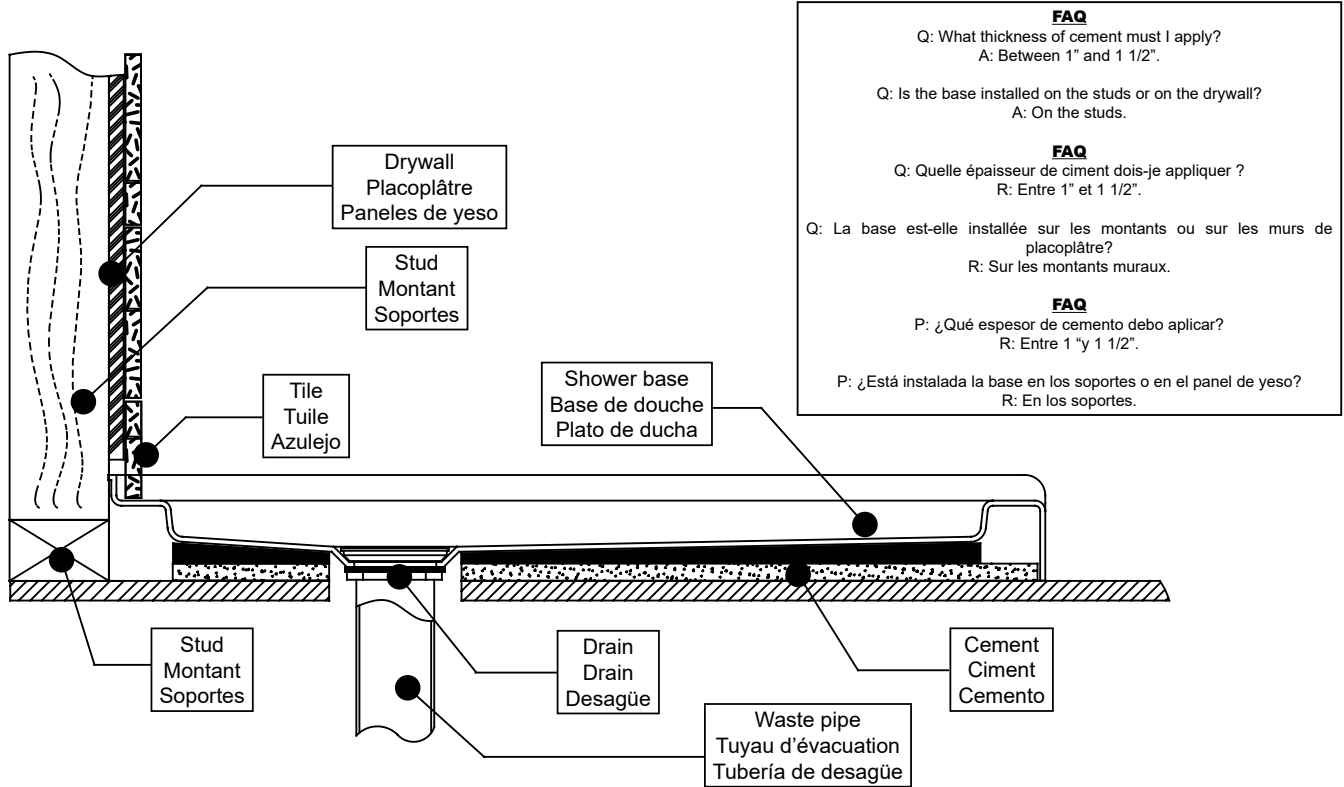 FAQ
Q: What thickness of cement must I apply?
A: Between 1” and 1 1/2”.
Q: Is the base installed on the studs or on the drywall?
A: On the studs.
FAQ
Q: Quelle épaisseur de ciment dois-je appliquer ?
R: Entre 1” et 1 1/2”.
Q: La base est-elle installée sur les montants ou sur les murs de
placoplâtre?
R: Sur les montants muraux.
FAQ
P: ¿Qué espesor de cemento debo aplicar?
R: Entre 1 “y 1 1/2”.
P: ¿Está instalada la base en los soportes o en el panel de yeso?
R: En los soportes.
Drywall
Placoplâtre
Paneles de yeso
Stud
Montant
Soportes
Tile
Tuile
Azulejo
Shower base
Base de douche
Plato de ducha
Stud
Montant
Soportes
Drain
Drain
Desagüe
Cement
Ciment
Cemento
Waste pipe
Tuyau d’évacuation
Tubería de desagüe